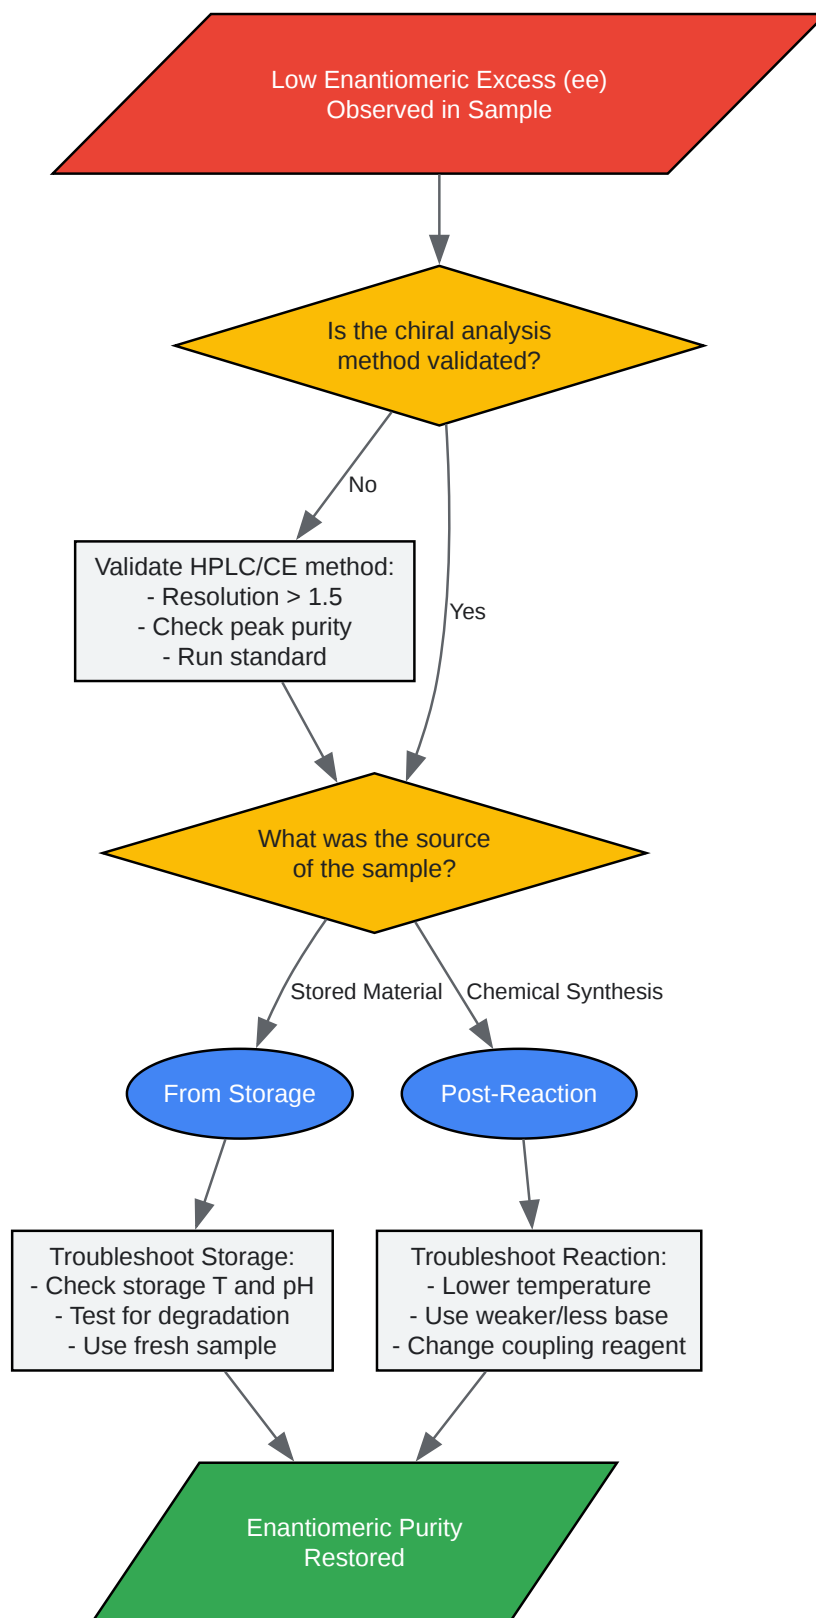 Low Enantiomeric Excess (ee)
Observed in Sample
Is the chiral analysis
method validated?
No
Validate HPLC/CE method:
- Resolution > 1.5
- Check peak purity
- Run standard
Yes
What was the source
of the sample?
Stored Material
Chemical Synthesis
From Storage
Post-Reaction
Troubleshoot Storage:
- Check storage T and pH
- Test for degradation
- Use fresh sample
Troubleshoot Reaction:
- Lower temperature
- Use weaker/less base
- Change coupling reagent
Enantiomeric Purity
Restored